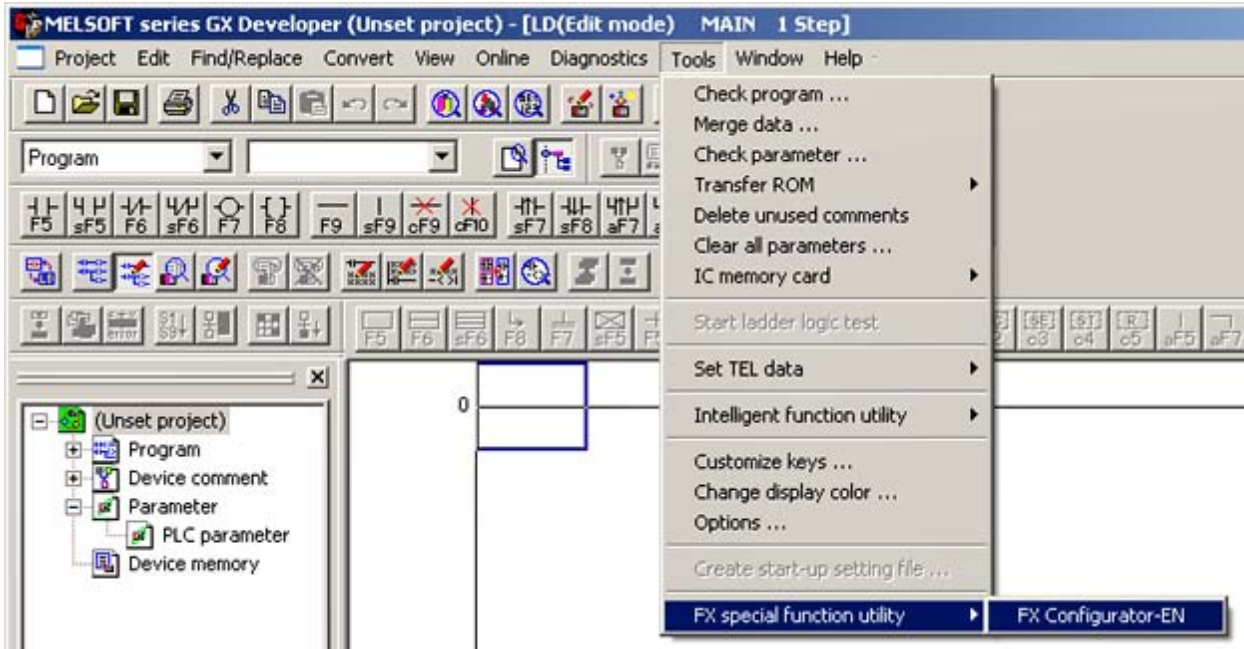 MELSOFT series GX Developer (Unset project) - [LD(Edit mode) MAIN 1 Step]
Project Edit Find/Replace Convert View Online Diagnostics Tools Window Help
Check program ...
Merge data ...
Program
Check parameter ...
Transfer ROM
F5 sF5 F6 sF6 F7 F8 F9 sF9 cF9 cF10 sF7 sF8 aF7
Delete unused comments
Clear all parameters ...
IC memory card
Start ladder logic test
F5 F6 sF6 F8 F7 sF5 c3 c4 c5 aF5 aF7
Set TEL data
0
Intelligent function utility
(Unset project)
Program
Customize keys ...
Device comment
Change display color ...
Parameter
Options ...
PLC parameter
Device memory
Create start-up setting file ...
FX special function utility FX Configurator-EN